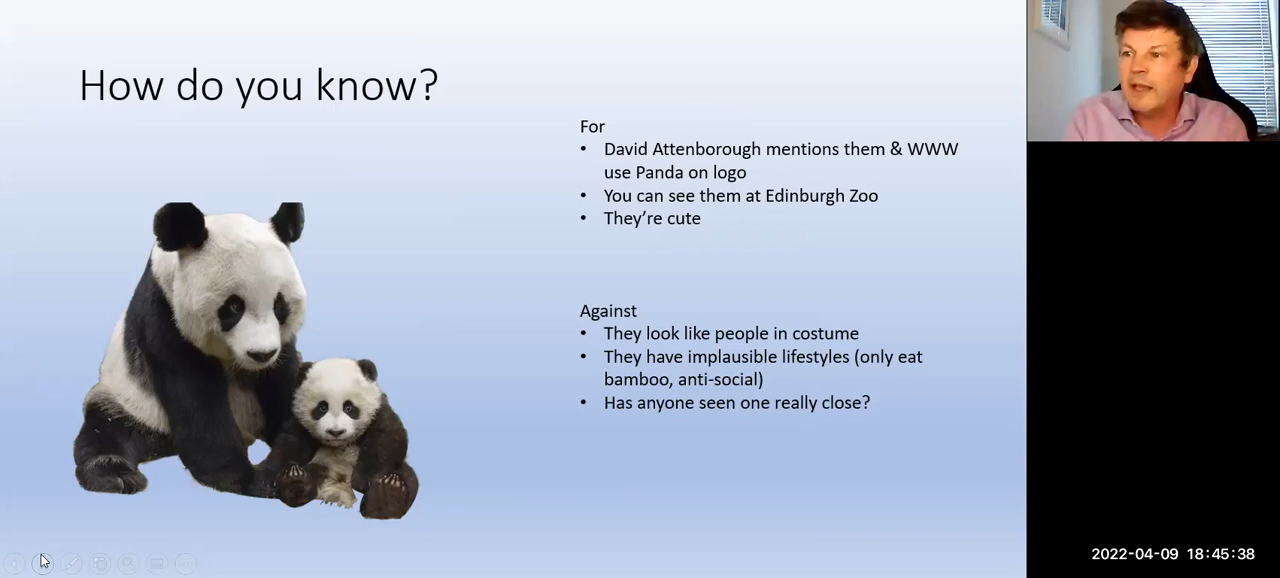 How do you know?
For
• David Attenborough mentions them & WWW
use Panda on logo
• You can see them at Edinburgh Zoo
• They’re cute
Against
• They look like people in costume
• They have implausible lifestyles (only eat
bamboo, anti-social)
• Has anyone seen one really close?
2022-04-09 18:45:38